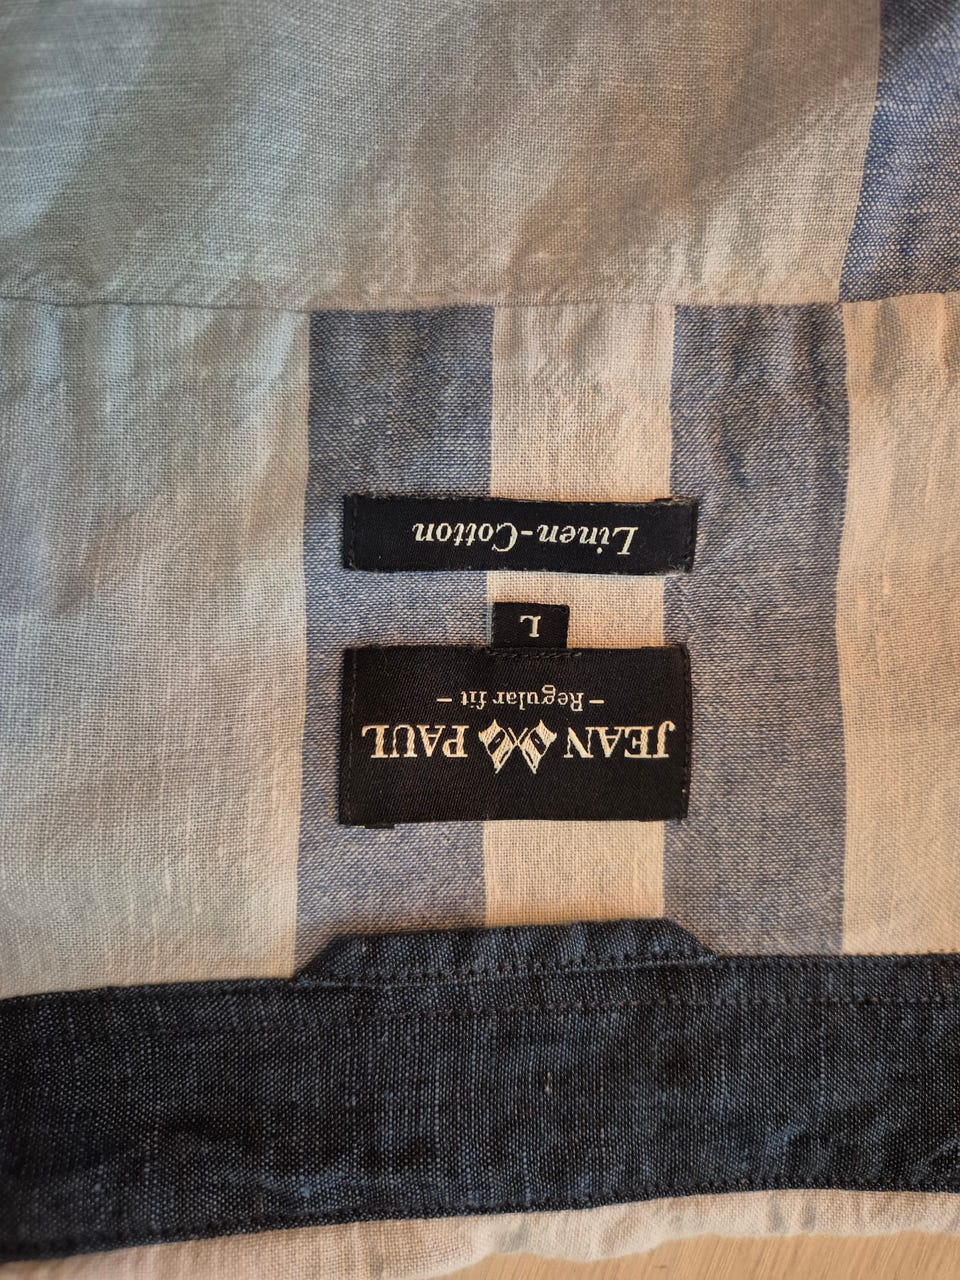 JEAN PAUL
– Regular fit –
L
Linen-Cotton